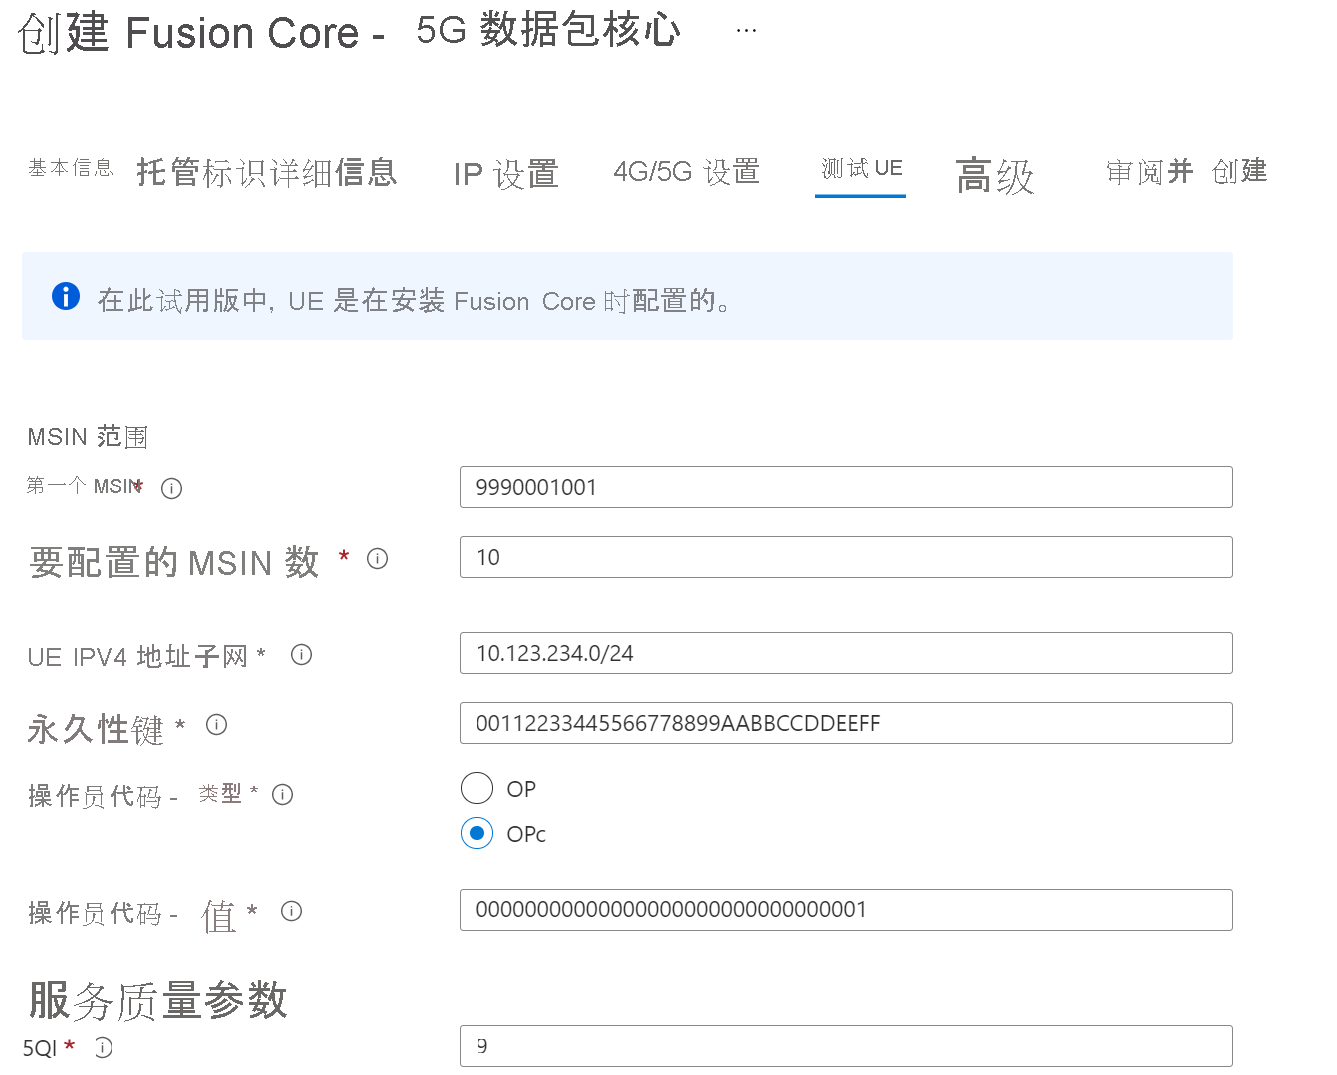 创建 Fusion Core - 5G 数据包核心 ...
基本信息 托管标识详细信息 IP 设置 4G/5G 设置 测试 UE 高级 审阅并 创建
在此试用版中, UE 是在安装 Fusion Core 时配置的。
MSIN 范围
第一个 MSIN* 9990001001
要配置的 MSIN 数 * 10
UE IPV4 地址子网 * 10.123.234.0/24
永久性键 * 00112233445566778899AABBCCDDEEFF
操作员代码 - 类型 * OP
OPc
操作员代码 - 值 * 00000000000000000000000000000001
服务质量参数
5QI * 9